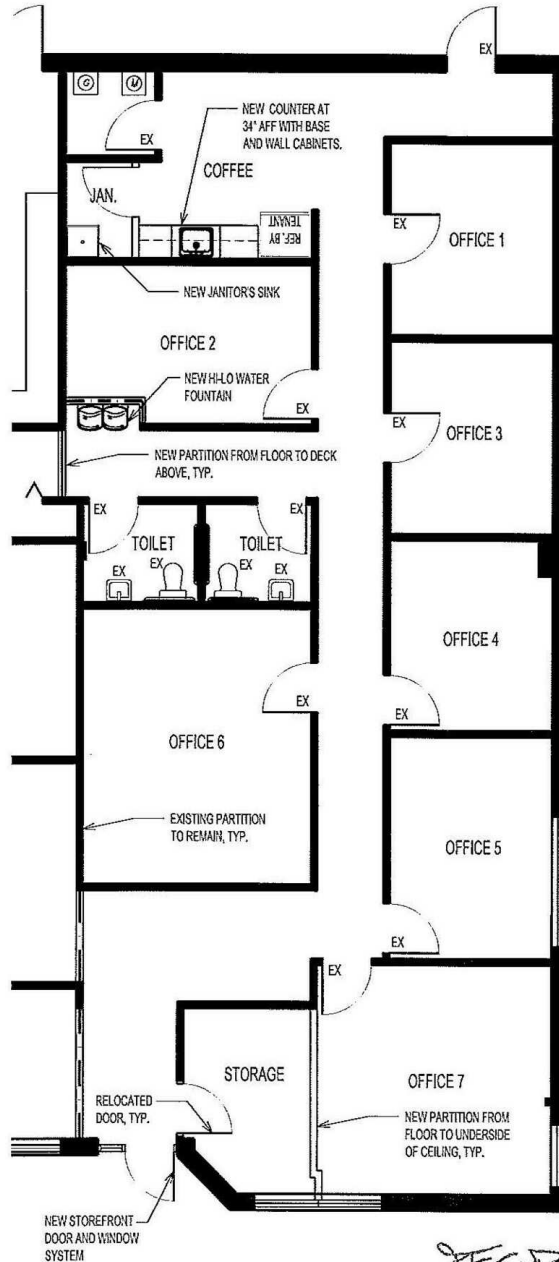 EX
G
M
EX
NEW COUNTER AT
34" AFF WITH BASE
AND WALL CABINETS.
COFFEE
JAN.
REF. BY
TENANT
EX
OFFICE 1
NEW JANITOR'S SINK
OFFICE 2
NEW HI-LO WATER
FOUNTAIN
EX
EX
OFFICE 3
NEW PARTITION FROM FLOOR TO DECK
ABOVE, TYP.
EX
EX
TOILET
TOILET
EX
EX
EX
EX
OFFICE 4
EX
EX
OFFICE 6
EXISTING PARTITION
TO REMAIN, TYP.
OFFICE 5
EX
EX
STORAGE
OFFICE 7
RELOCATED
DOOR, TYP.
NEW PARTITION FROM
FLOOR TO UNDERSIDE
OF CEILING, TYP.
NEW STOREFRONT
DOOR AND WINDOW
SYSTEM